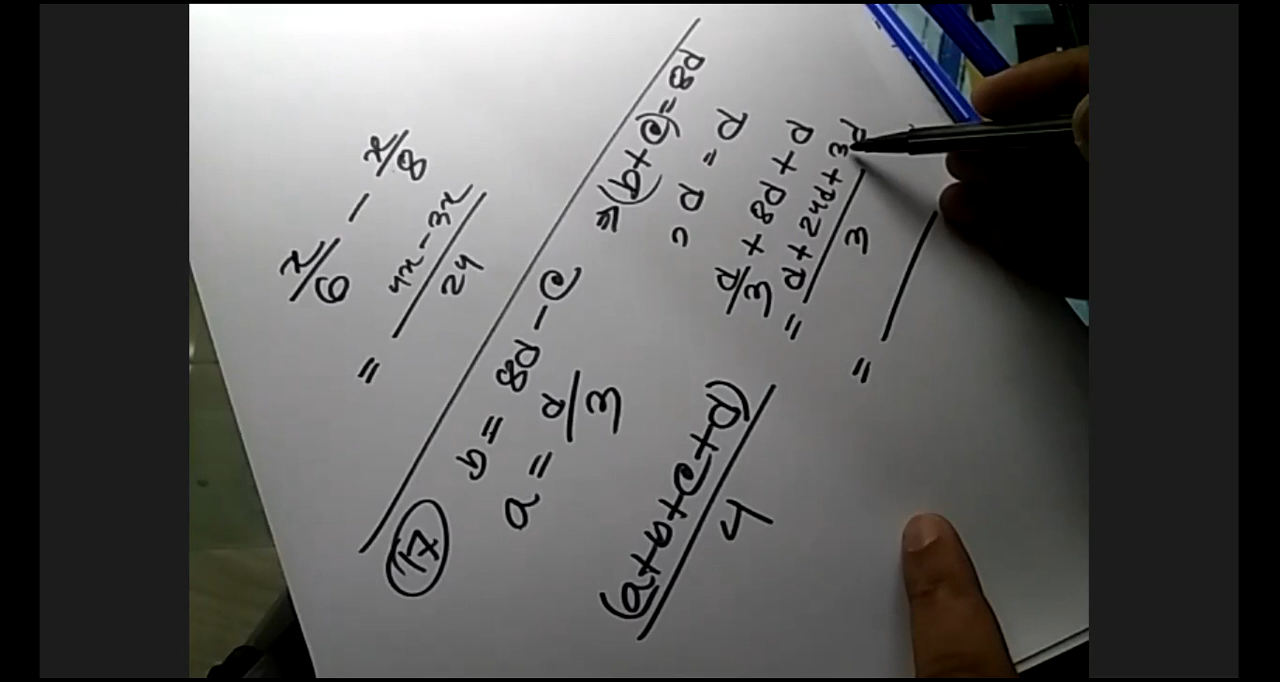 x/6 - x/8
= 4x - 3x / 24
17 b = 8d - c ⇒ (b+c) = 8d
a = d/3
d = d
(a+b+c+d) / 4
d/3 + 8d + d
= d + 24d + 3d / 3
=